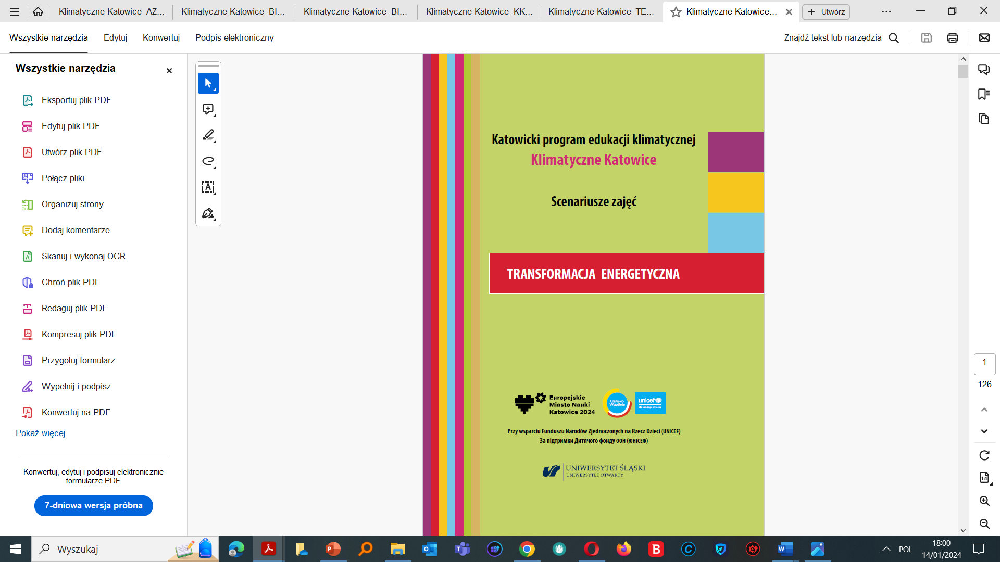 Klimatyczne Katowice_AZ...
Klimatyczne Katowice_BI...
Klimatyczne Katowice_BI...
Klimatyczne Katowice_KK...
Klimatyczne Katowice_TE...
Klimatyczne Katowice...
Utwórz
Wszystkie narzędzia
Edytuj
Konwertuj
Podpis elektroniczny
Znajdź tekst lub narzędzia
Wszystkie narzędzia
Eksportuj plik PDF
Edytuj plik PDF
Utwórz plik PDF
Połącz pliki
Organizuj strony
Dodaj komentarze
Skanuj i wykonaj OCR
Chroń plik PDF
Redaguj plik PDF
Kompresuj plik PDF
Przygotuj formularz
Wypełnij i podpisz
Konwertuj na PDF
Pokaż więcej
Konwertuj, edytuj i podpisuj elektronicznie
formularze PDF.
7-dniowa wersja próbna
Katowicki program edukacji klimatycznej
Klimatyczne Katowice
Scenariusze zajęć
TRANSFORMACJA ENERGETYCZNA
Europejskie
Miasto Nauki
Katowice 2024
Спільно
Wspólnie
unicef
dla każdego dziecka
Przy wsparciu Funduszu Narodów Zjednoczonych na Rzecz Dzieci (UNICEF)
За підтримки Дитячого фонду ООН (ЮНІСЕФ)
UNIWERSYTET ŚLĄSKI
UNIWERSYTET OTWARTY
1
126
Wyszukaj
POL
18:00
14/01/2024